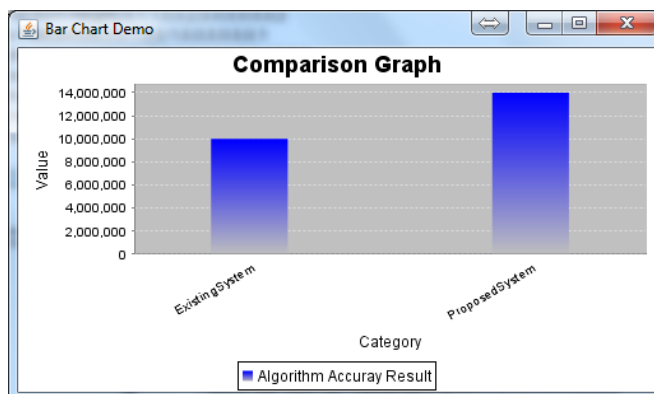 Bar Chart Demo
Comparison Graph
Value
14,000,000
12,000,000
10,000,000
8,000,000
6,000,000
4,000,000
2,000,000
0
ExistingSystem
ProposedSystem
Category
Algorithm Accuray Result